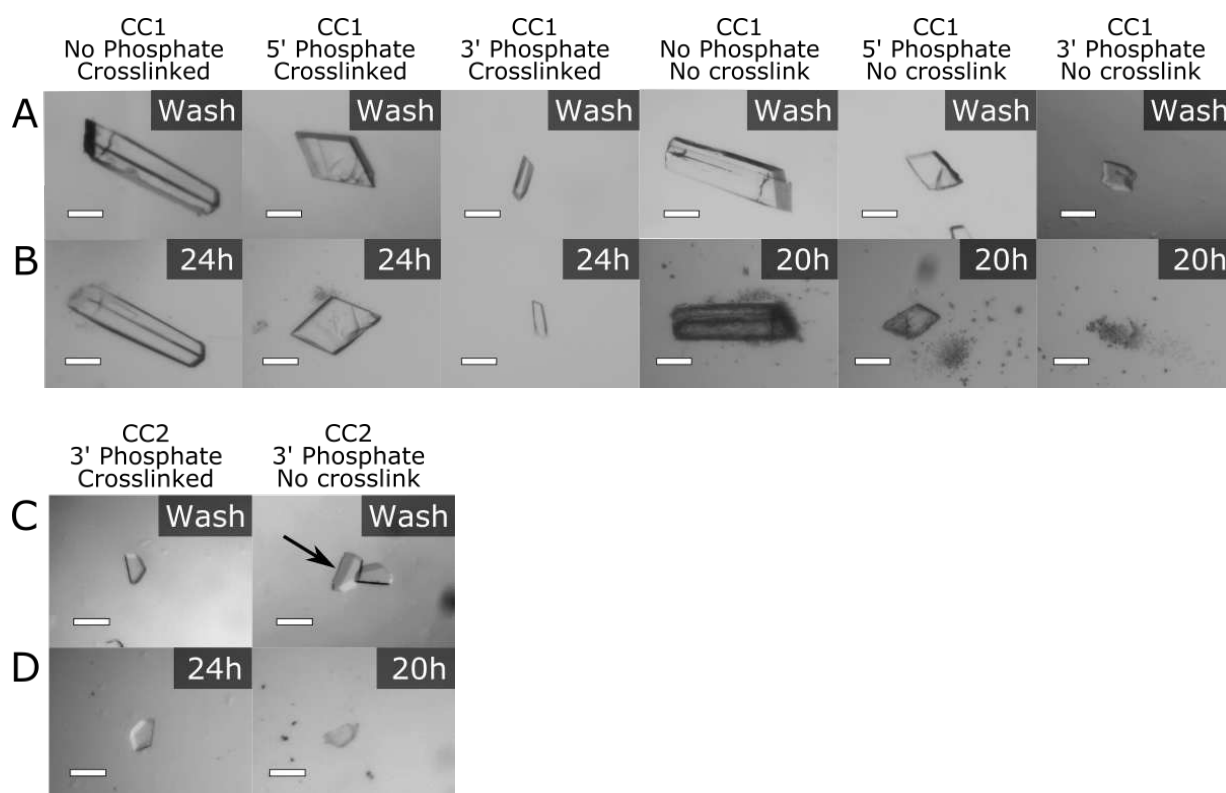 CC1
No Phosphate
Crosslinked
CC1
5' Phosphate
Crosslinked
CC1
3' Phosphate
Crosslinked
CC1
No Phosphate
No crosslink
CC1
5' Phosphate
No crosslink
CC1
3' Phosphate
No crosslink
A
Wash
Wash
Wash
Wash
Wash
Wash
B
24h
24h
24h
20h
20h
20h
CC2
3' Phosphate
Crosslinked
CC2
3' Phosphate
No crosslink
C
Wash
Wash
D
24h
20h